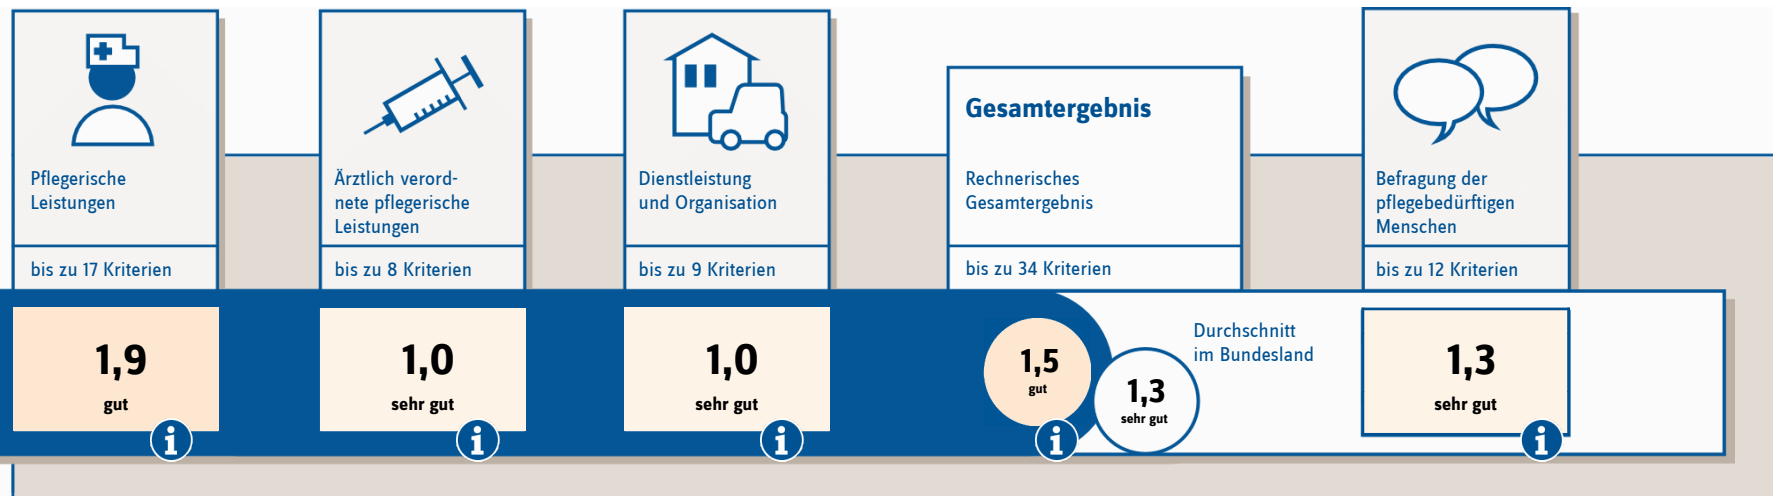 Pflegerische
Leistungen
bis zu 17 Kriterien
1,9
gut
i
Ärztlich verord-
nete pflegerische
Leistungen
bis zu 8 Kriterien
1,0
sehr gut
i
Dienstleistung
und Organisation
bis zu 9 Kriterien
1,0
sehr gut
i
Gesamtergebnis
Rechnerisches
Gesamtergebnis
bis zu 34 Kriterien
1,5
gut
i
1,3
sehr gut
Durchschnitt
im Bundesland
Befragung der
pflegebedürftigen
Menschen
bis zu 12 Kriterien
1,3
sehr gut
i